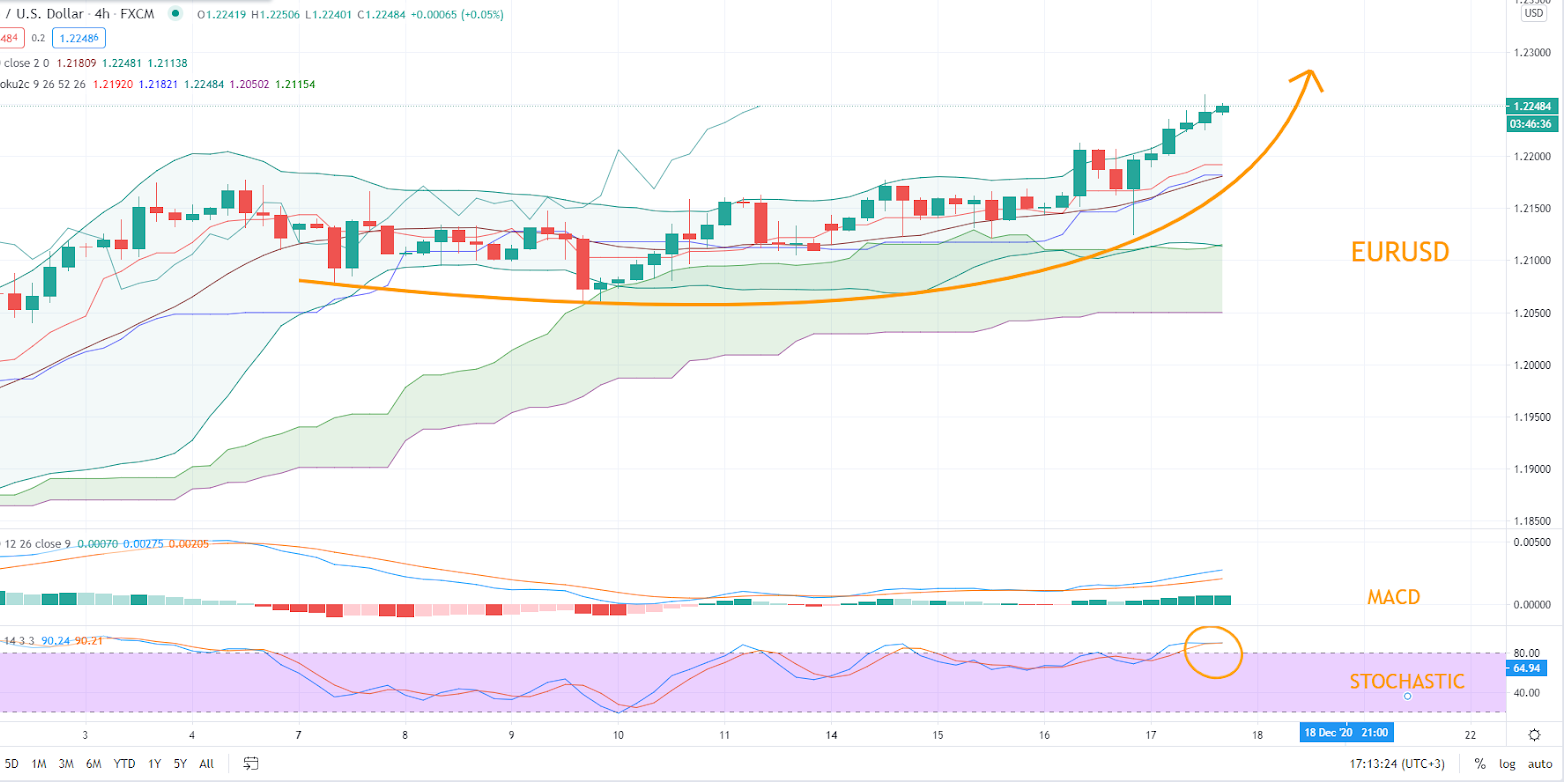 / U.S. Dollar · 4h · FXCM O1.22419 H1.22506 L1.22401 C1.22484 +0.00065 (+0.05%)
USD
484 0.2 1.22486
close 2 0 1.21809 1.22481 1.21138
oku2c 9 26 52 26 1.21920 1.21821 1.22484 1.20502 1.21154
1.23000
1.22484
03:46:36
1.22000
1.21500
EURUSD
1.21000
1.20500
1.20000
1.19500
1.19000
1.18500
12 26 close 9 0.00070 0.00275 0.00205
0.00500
MACD
0.00000
14 3 3 90.24 90.21
80.00
64.94
STOCHASTIC
40.00
3 4 7 8 9 10 11 14 15 16 17 18 18 Dec '20 21:00 22
5D 1M 3M 6M YTD 1Y 5Y All 17:13:24 (UTC+3) % log auto